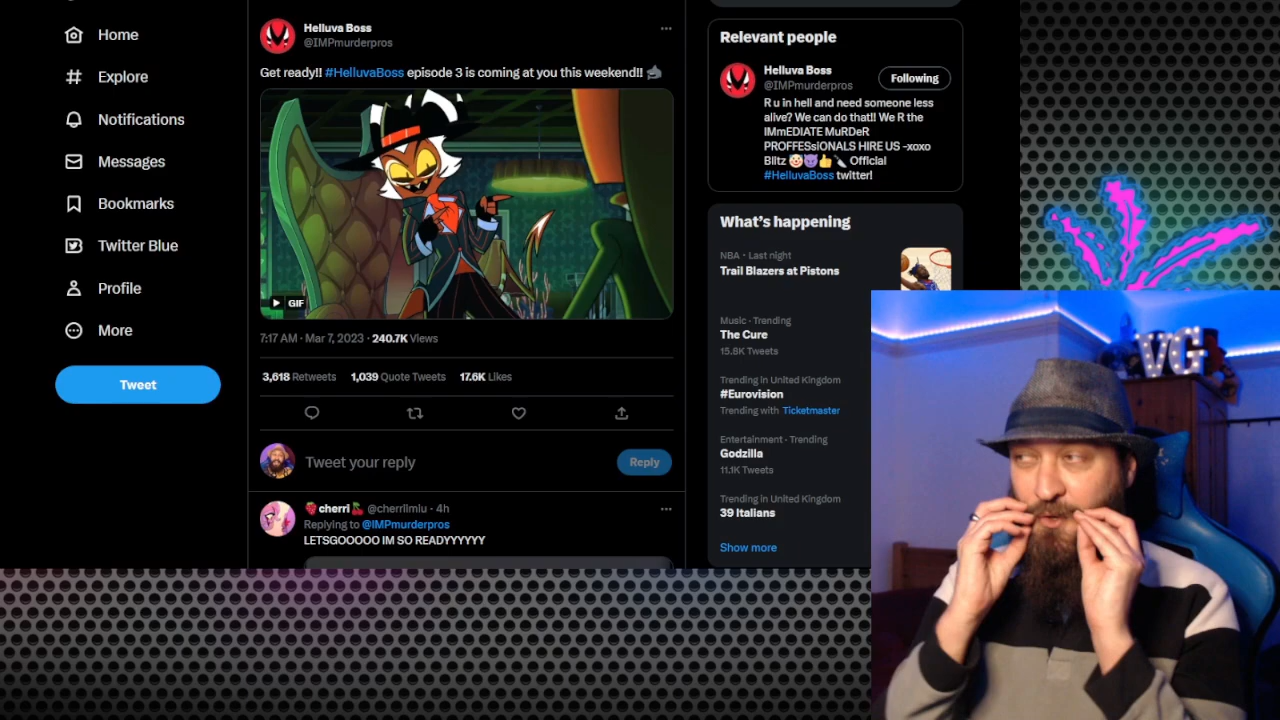 Home
Explore
Notifications
Messages
Bookmarks
Twitter Blue
Profile
More
Tweet
Helluva Boss
@IMPmurderpros
Get ready!! #HelluvaBoss episode 3 is coming at you this weekend!!
GIF
7:17 AM · Mar 7, 2023 · 240.7K Views
3,618 Retweets 1,039 Quote Tweets 17.6K Likes
Tweet your reply
Reply
cherri @cherriimiu · 4h
Replying to @IMPmurderpros
LETSGOOOOO IM SO READYYYYYY
Relevant people
Helluva Boss
@IMPmurderpros
Following
R u in hell and need someone less
alive? We can do that!! We R the
IMmEDIATE MuRDeR
PROFFESsIONALS HIRE US -xoxo
Blitz Official
#HelluvaBoss twitter!
What's happening
NBA · Last night
Trail Blazers at Pistons
Music · Trending
The Cure
15.8K Tweets
Trending in United Kingdom
#Eurovision
Trending with Ticketmaster
Entertainment · Trending
Godzilla
11.1K Tweets
Trending in United Kingdom
39 Italians
Show more
VG